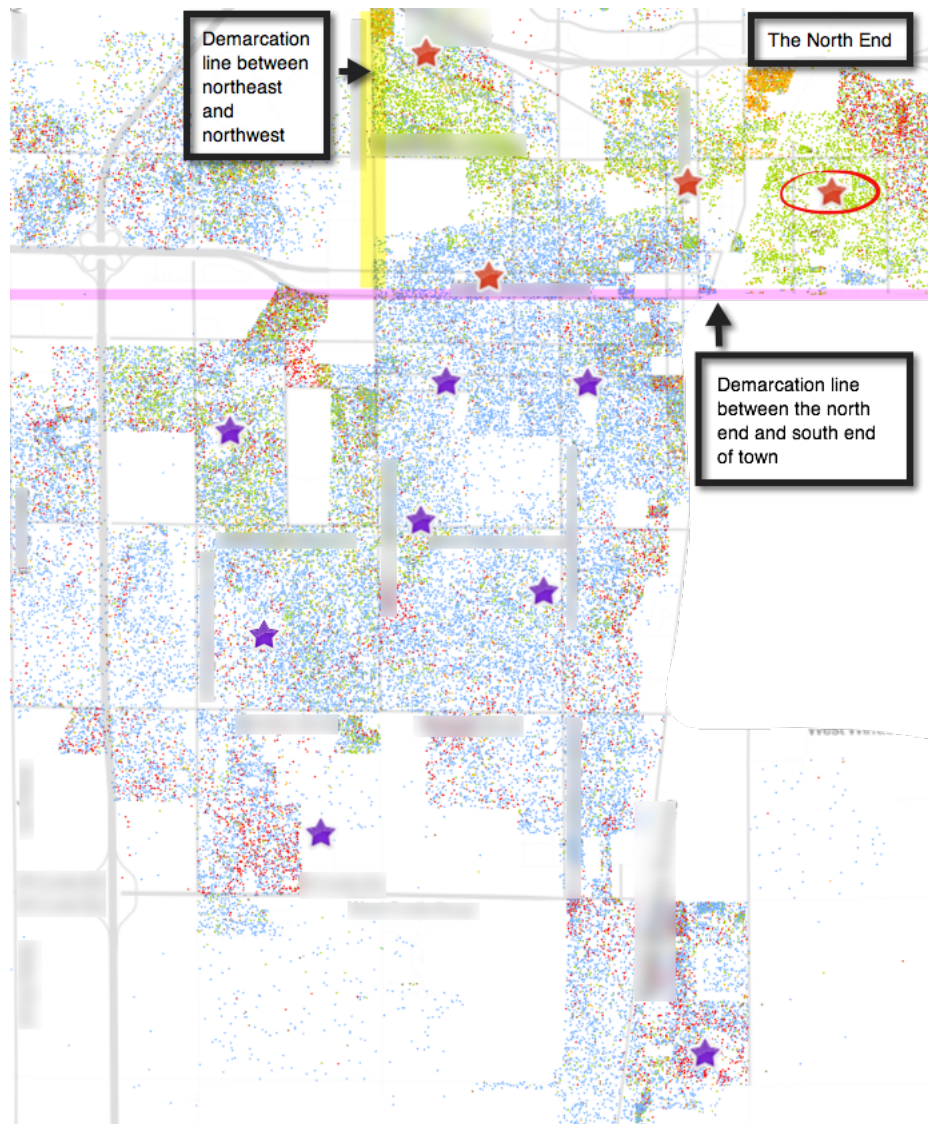 Demarcation
line between
northeast
and
northwest
The North End
Demarcation line
between the north
end and south end
of town